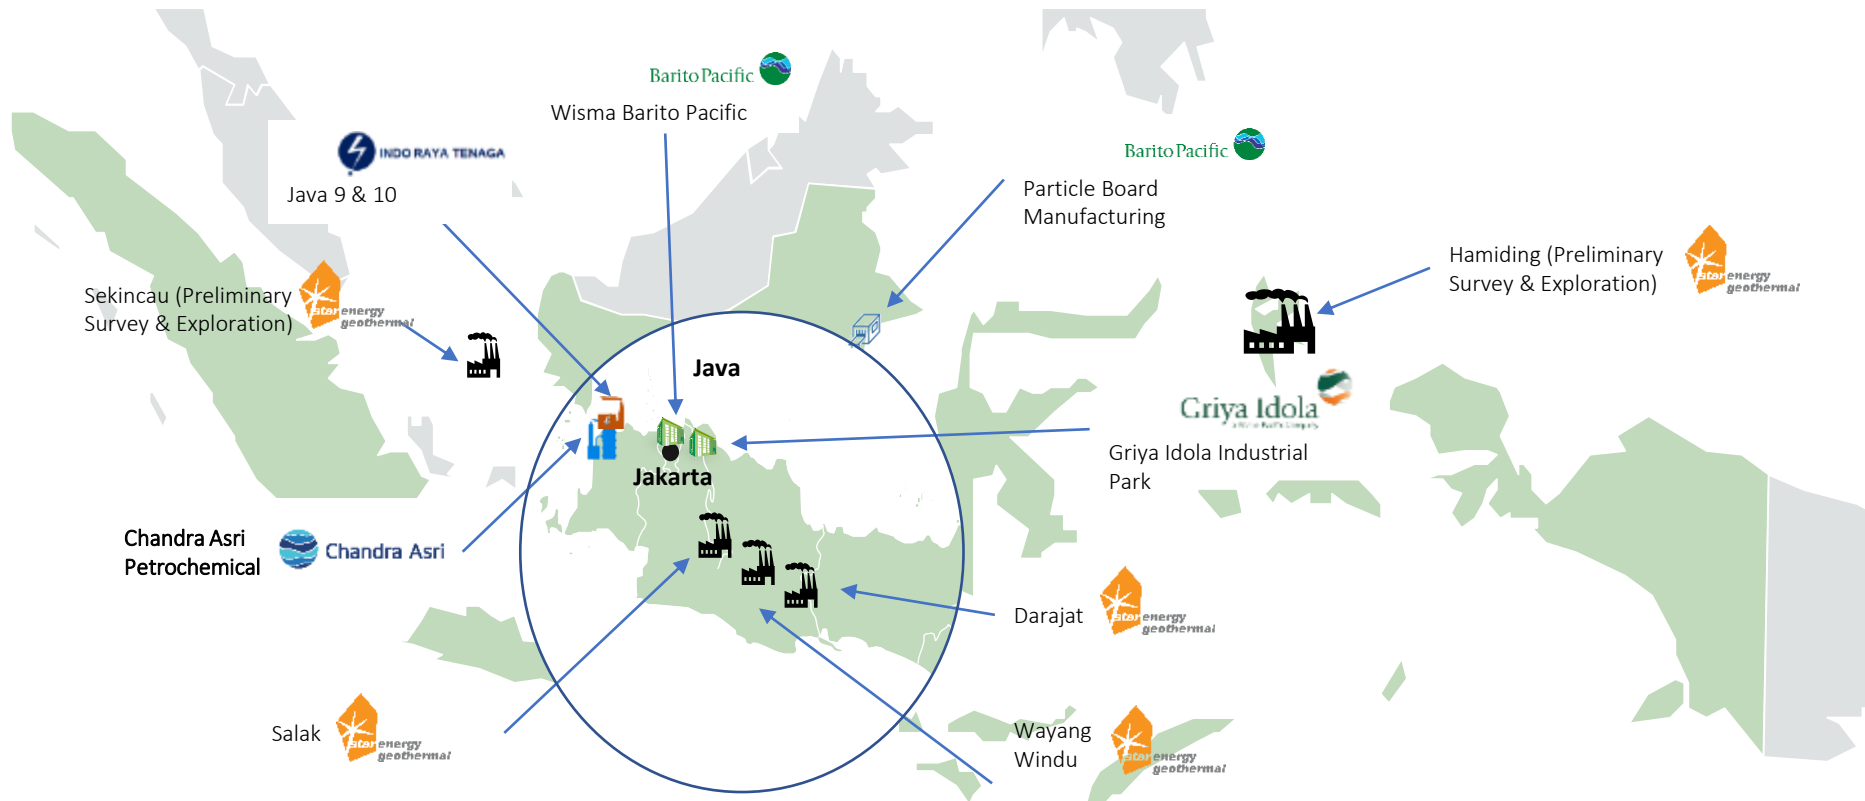 Barito Pacific
Wisma Barito Pacific
INDO RAYA TENAGA
Java 9 & 10
Barito Pacific
Particle Board
Manufacturing
Hamiding (Preliminary
Survey & Exploration)
star energy
geothermal
Sekincau (Preliminary
Survey & Exploration)
star energy
geothermal
Java
Griya Idola
Griya Idola Industrial
Park
Jakarta
Chandra Asri
Petrochemical
Chandra Asri
Darajat
star energy
geothermal
Salak
star energy
geothermal
Wayang
Windu
star energy
geothermal